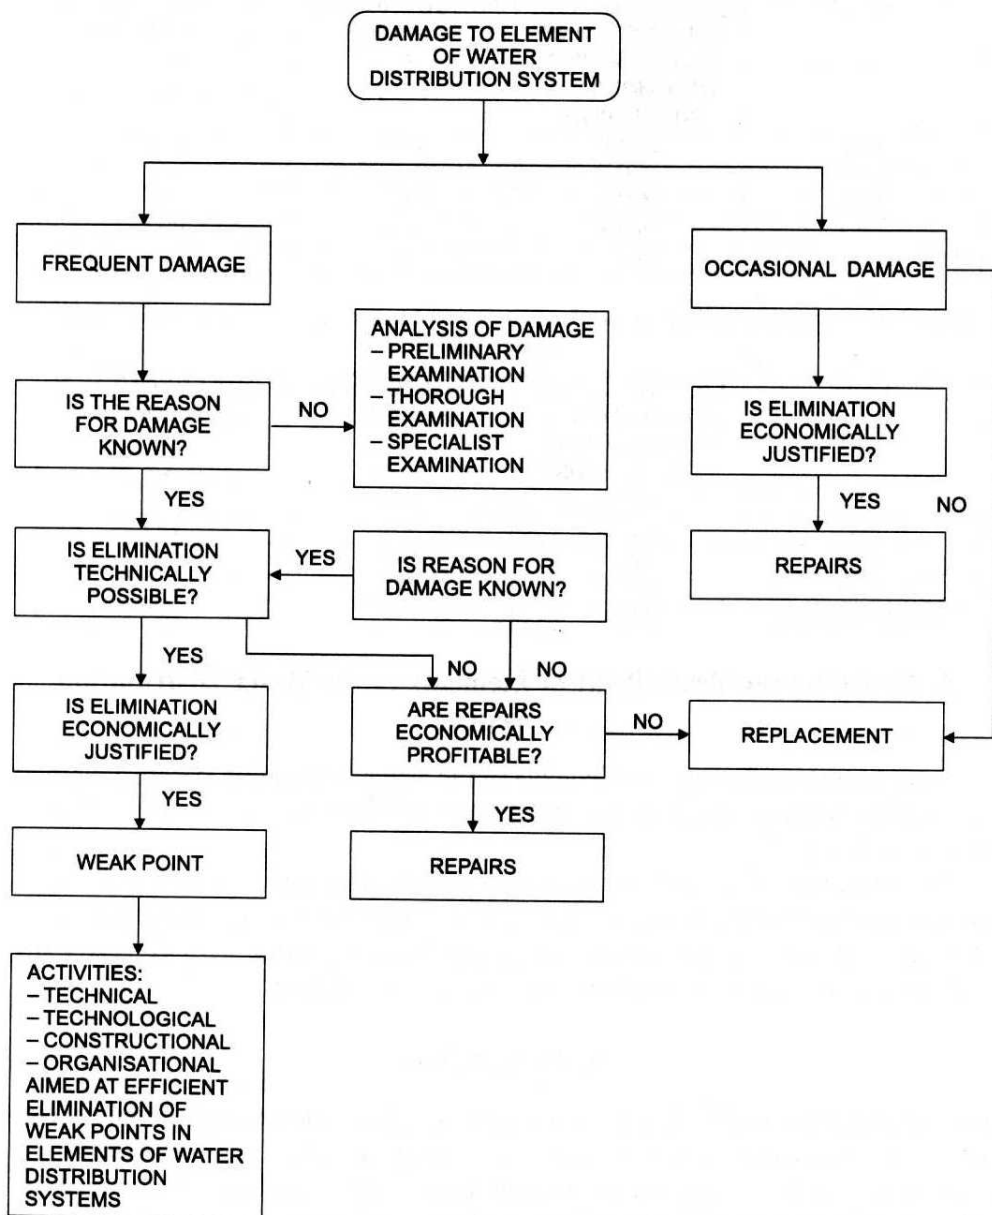 DAMAGE TO ELEMENT
OF WATER
DISTRIBUTION SYSTEM
FREQUENT DAMAGE
OCCASIONAL DAMAGE
ANALYSIS OF DAMAGE
– PRELIMINARY
EXAMINATION
– THOROUGH
EXAMINATION
– SPECIALIST
EXAMINATION
IS THE REASON
FOR DAMAGE
KNOWN?
NO
IS ELIMINATION
ECONOMICALLY
JUSTIFIED?
YES
YES
NO
IS ELIMINATION
TECHNICALLY
POSSIBLE?
YES
IS REASON FOR
DAMAGE KNOWN?
REPAIRS
YES
NO
NO
IS ELIMINATION
ECONOMICALLY
JUSTIFIED?
ARE REPAIRS
ECONOMICALLY
PROFITABLE?
NO
REPLACEMENT
YES
YES
WEAK POINT
REPAIRS
ACTIVITIES:
– TECHNICAL
– TECHNOLOGICAL
– CONSTRUCTIONAL
– ORGANISATIONAL
AIMED AT EFFICIENT
ELIMINATION OF
WEAK POINTS IN
ELEMENTS OF WATER
DISTRIBUTION
SYSTEMS